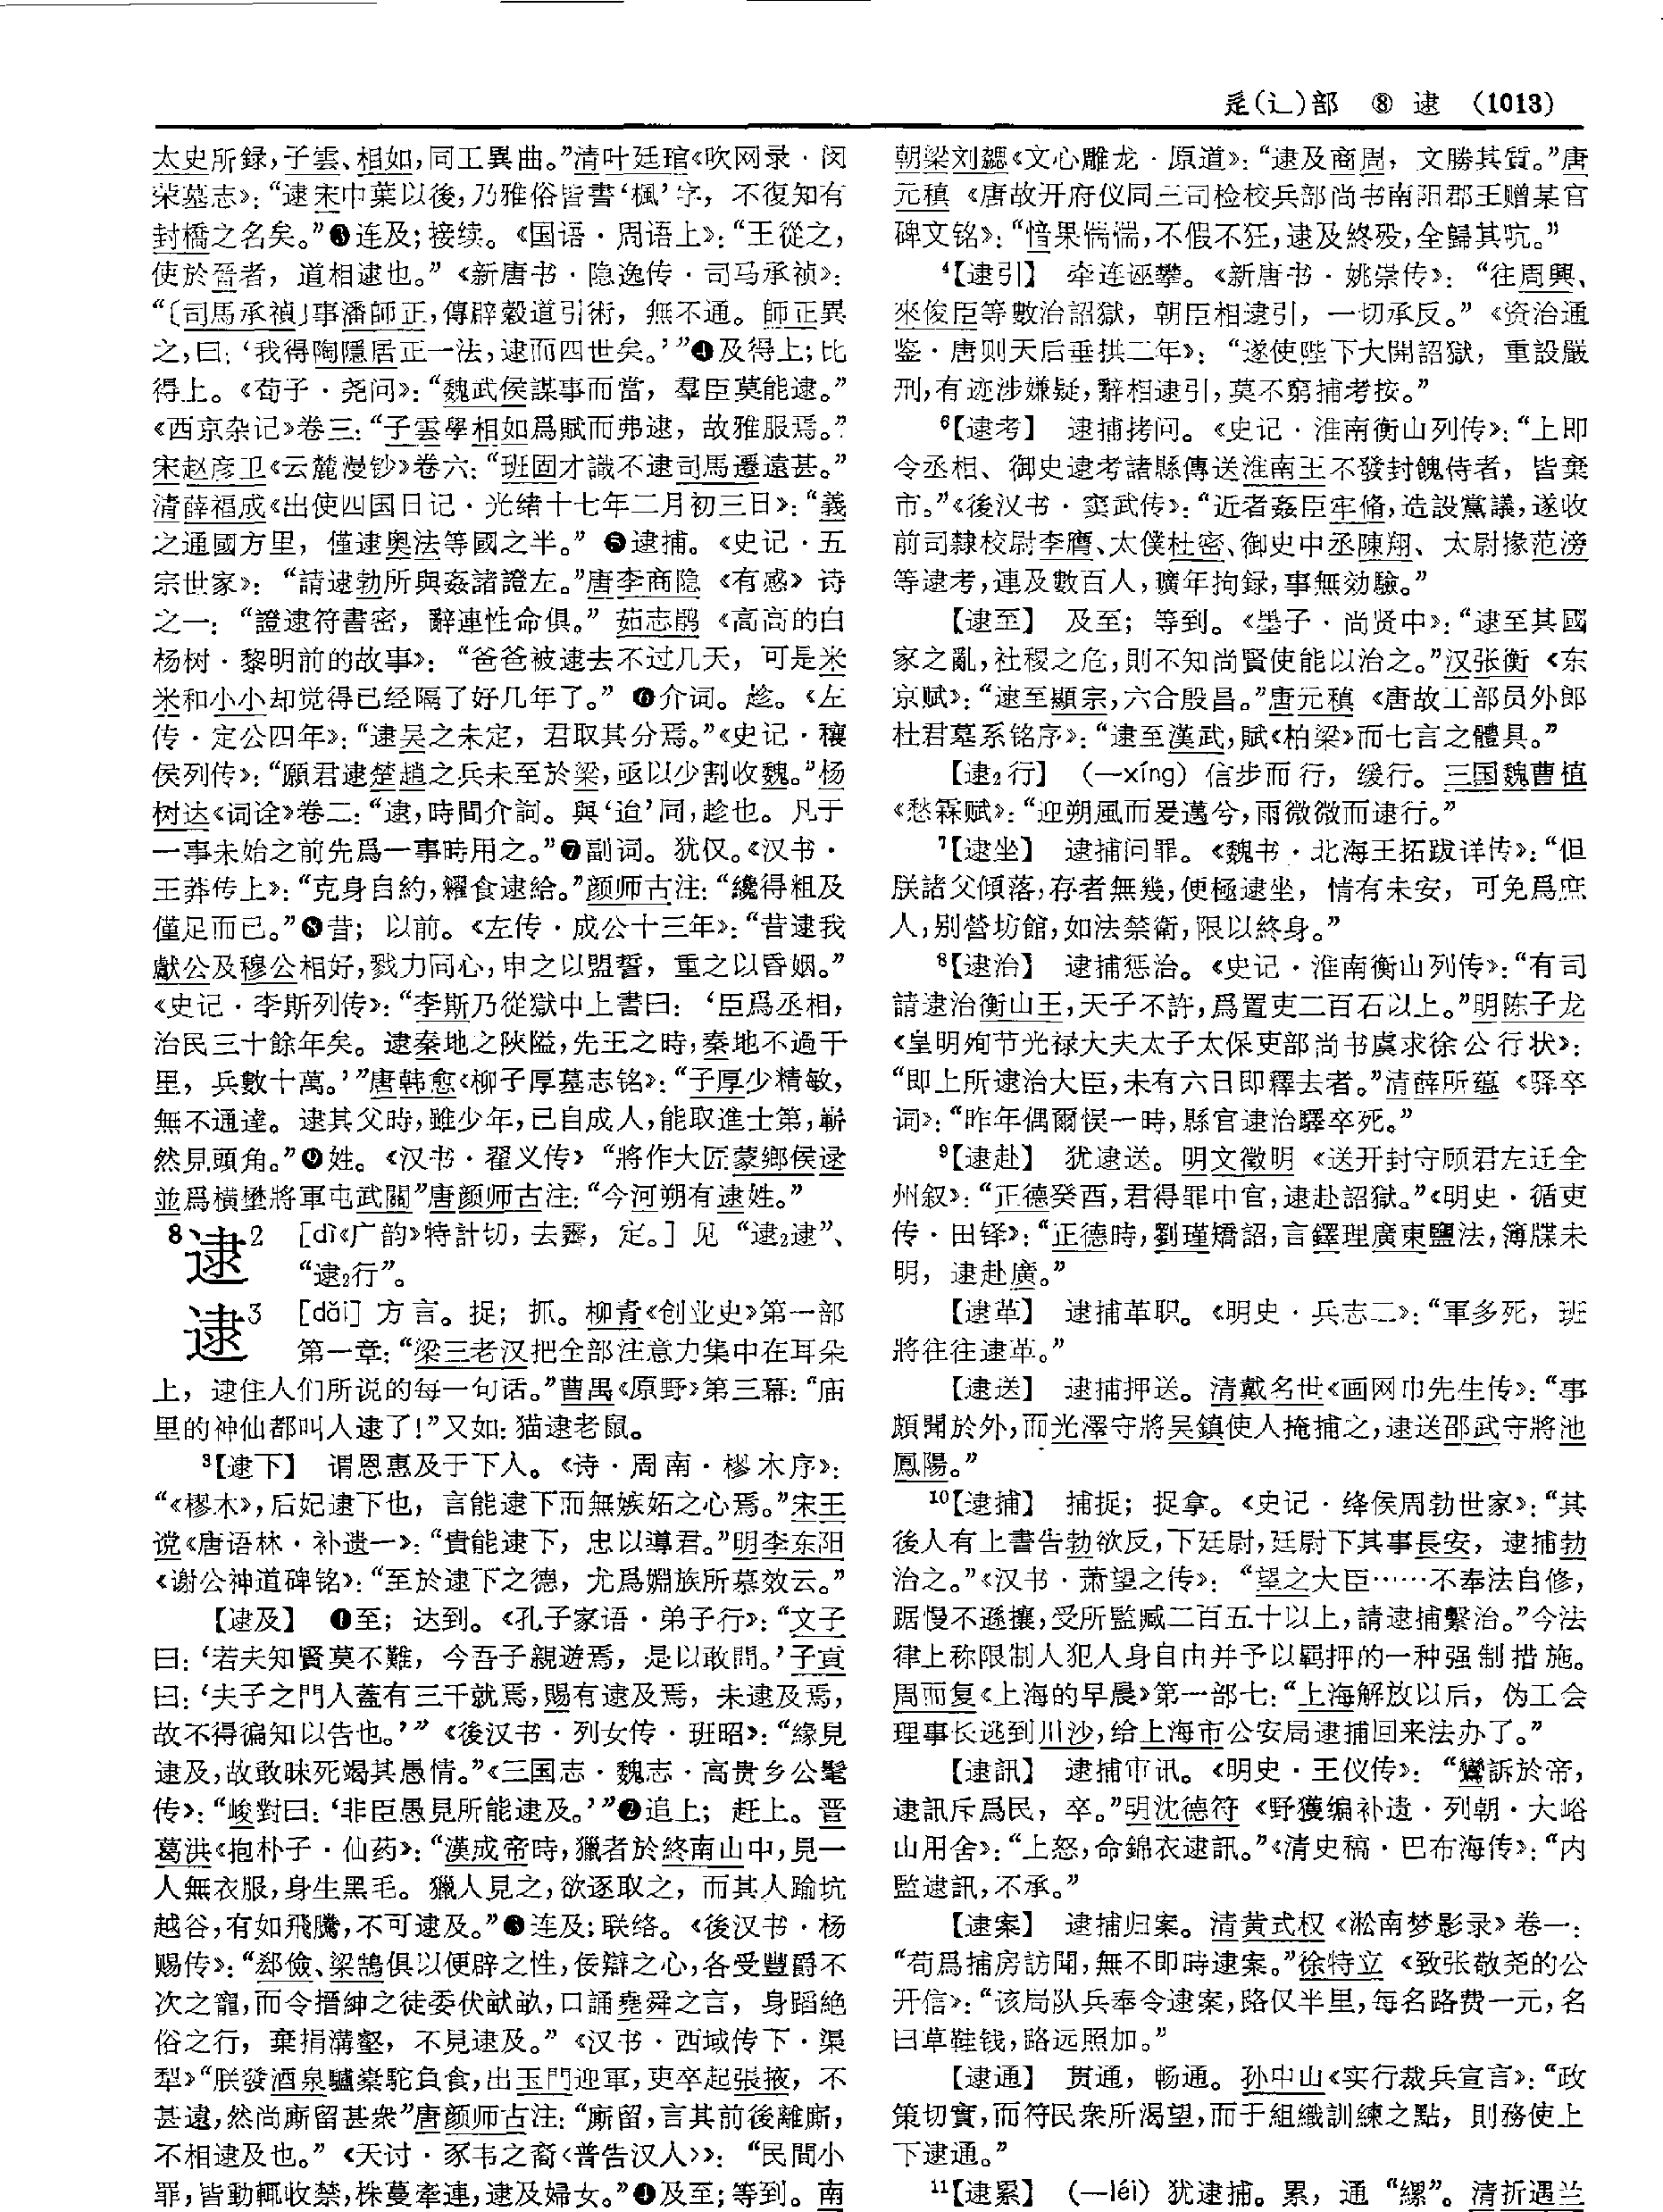 辵(辶)部 ⑧ 逮 (1013)
太史所録，子雲、相如，同工異曲。”清叶廷琯《吹网录·闵
荣墓志》：“逮宋中葉以後，乃雅俗皆書‘楓’字，不復知有
封橋之名矣。”❸连及；接续。《国语·周语上》：“王從之，
使於晋者，道相逮也。”《新唐书·隐逸传·司马承祯》：
“〔司馬承禎〕事潘師正，傳辟穀道引術，無不通。師正異
之，曰：‘我得陶隱居正一法，逮而四世矣。’”❹及得上；比
得上。《荀子·尧问》：“魏武侯謀事而當，羣臣莫能逮。”
《西京杂记》卷三：“子雲學相如爲賦而弗逮，故雅服焉。”
宋赵彦卫《云麓漫钞》卷六：“班固才識不逮司馬遷遠甚。”
清薛福成《出使四国日记·光绪十七年二月初三日》：“義
之通國方里，僅逮奥法等國之半。”❺逮捕。《史记·五
宗世家》：“請逮勃所與姦諸證左。”唐李商隐《有感》诗
之一：“證逮符書密，辭連性命俱。”茹志鹃《高高的白
杨树·黎明前的故事》：“爸爸被逮去不过几天，可是米
米和小小却觉得已经隔了好几年了。”❻介词。趁。《左
传·定公四年》：“逮吴之未定，君取其分焉。”《史记·穰
侯列传》：“願君逮楚趙之兵未至於梁，亟以少割收魏。”杨
树达《词诠》卷二：“逮，時間介詞。與‘迨’同，趁也。凡于
一事未始之前先爲一事時用之。”❼副词。犹仅。《汉书·
王莽传上》：“克身自約，糴食逮給。”颜师古注：“纔得粗及
僅足而已。”❽昔；以前。《左传·成公十三年》：“昔逮我
獻公及穆公相好，戮力同心，申之以盟誓，重之以昏姻。”
《史记·李斯列传》：“李斯乃從獄中上書曰：‘臣爲丞相，
治民三十餘年矣。逮秦地之陜隘，先王之時，秦地不過千
里，兵數十萬。’”唐韩愈《柳子厚墓志铭》：“子厚少精敏，
無不通達。逮其父時，雖少年，已自成人，能取進士第，嶄
然見頭角。”❾姓。《汉书·翟义传》“將作大匠蒙鄉侯逯
並爲横壄將軍屯武關”唐颜师古注：“今河朔有逮姓。”
8逮2 [dì《广韵》特計切，去霽，定。] 见“逮₂逮”、
“逮₂行”。
逮3 [dǎi] 方言。捉；抓。柳青《创业史》第一部
第一章：“梁三老汉把全部注意力集中在耳朵
上，逮住人们所说的每一句话。”曹禺《原野》第三幕：“庙
里的神仙都叫人逮了！”又如：猫逮老鼠。
³【逮下】 谓恩惠及于下人。《诗·周南·樛木序》：
“《樛木》，后妃逮下也，言能逮下而無嫉妬之心焉。”宋王
谠《唐语林·补遗一》：“貴能逮下，忠以導君。”明李东阳
《谢公神道碑铭》：“至於逮下之德，尤爲婣族所慕效云。”
【逮及】 ❶至；达到。《孔子家语·弟子行》：“文子
曰：‘若夫知賢莫不難，今吾子親遊焉，是以敢問。’子貢
曰：‘夫子之門人蓋有三千就焉，賜有逮及焉，未逮及焉，
故不得徧知以告也。’”《後汉书·列女传·班昭》：“緣見
逮及，故敢昧死竭其愚情。”《三国志·魏志·高贵乡公髦
传》：“峻對曰：‘非臣愚見所能逮及。’”❷追上；赶上。晋
葛洪《抱朴子·仙药》：“漢成帝時，獵者於終南山中，見一
人無衣服，身生黑毛。獵人見之，欲逐取之，而其人踰坑
越谷，有如飛騰，不可逮及。”❸连及；联络。《後汉书·杨
赐传》：“郄儉、梁鵠俱以便辟之性，佞辯之心，各受豐爵不
次之寵，而令搢紳之徒委伏畎畝，口誦堯舜之言，身蹈絶
俗之行，棄捐溝壑，不見逮及。”《汉书·西域传下·渠
犁》“朕發酒泉驢橐駝負食，出玉門迎軍，吏卒起張掖，不
甚逮，然尚廝留甚衆”唐颜师古注：“廝留，言其前後離廝，
不相逮及也。”《天讨·豕韦之裔〈普告汉人〉》：“民間小
罪，皆動輒收禁，株蔓牽連，逮及婦女。”❹及至；等到。南
朝梁刘勰《文心雕龙·原道》：“逮及商周，文勝其質。”唐
元稹《唐故开府仪同三司检校兵部尚书南阳郡王赠某官
碑文铭》：“愔果惴惴，不假不狂，逮及終殁，全歸其吭。”
⁴【逮引】 牵连诬攀。《新唐书·姚崇传》：“往周興、
來俊臣等數治詔獄，朝臣相逮引，一切承反。”《资治通
鉴·唐则天后垂拱二年》：“遂使陛下大開詔獄，重設嚴
刑，有迹涉嫌疑，辭相逮引，莫不窮捕考按。”
⁶【逮考】 逮捕拷问。《史记·淮南衡山列传》：“上即
令丞相、御史逮考諸縣傳送淮南王不發封餽侍者，皆棄
市。”《後汉书·窦武传》：“近者姦臣牢脩，造設黨議，遂收
前司隸校尉李膺、太僕杜密、御史中丞陳翔、太尉掾范滂
等逮考，連及數百人，曠年拘録，事無効驗。”
【逮至】 及至；等到。《墨子·尚贤中》：“逮至其國
家之亂，社稷之危，則不知尚賢使能以治之。”汉张衡《东
京赋》：“逮至顯宗，六合殷昌。”唐元稹《唐故工部员外郎
杜君墓系铭序》：“逮至漢武，賦《柏梁》而七言之體具。”
【逮₂行】 （—xíng）信步而行，缓行。三国魏曹植
《愁霖赋》：“迎朔風而爰邁兮，雨微微而逮行。”
⁷【逮坐】 逮捕问罪。《魏书·北海王拓跋详传》：“但
朕諸父傾落，存者無幾，便極逮坐，情有未安，可免爲庶
人，别營坊館，如法禁衛，限以終身。”
⁸【逮治】 逮捕惩治。《史记·淮南衡山列传》：“有司
請逮治衡山王，天子不許，爲置吏二百石以上。”明陈子龙
《皇明殉节光禄大夫太子太保吏部尚书虞求徐公行状》：
“即上所逮治大臣，未有六日即釋去者。”清薛所蕴《驿卒
词》：“昨年偶爾悮一時，縣官逮治驛卒死。”
⁹【逮赴】 犹逮送。明文徵明《送开封守顾君左迁全
州叙》：“正德癸酉，君得罪中官，逮赴詔獄。”《明史·循吏
传·田铎》：“正德時，劉瑾矯詔，言鐸理廣東鹽法，簿牒未
明，逮赴廣。”
【逮革】 逮捕革职。《明史·兵志二》：“軍多死，班
將往往逮革。”
【逮送】 逮捕押送。清戴名世《画网巾先生传》：“事
頗聞於外，而光澤守將吴鎮使人掩捕之，逮送邵武守將池
鳳陽。”
¹⁰【逮捕】 捕捉；捉拿。《史记·绛侯周勃世家》：“其
後人有上書告勃欲反，下廷尉，廷尉下其事長安，逮捕勃
治之。”《汉书·萧望之传》：“望之大臣……不奉法自修，
踞慢不遜攘，受所監臧二百五十以上，請逮捕繫治。”今法
律上称限制人犯人身自由并予以羁押的一种强制措施。
周而复《上海的早晨》第一部七：“上海解放以后，伪工会
理事长逃到川沙，给上海市公安局逮捕回来法办了。”
【逮訊】 逮捕审讯。《明史·王仪传》：“鸞訴於帝，
逮訊斥爲民，卒。”明沈德符《野獲编补遗·列朝·大峪
山用舍》：“上怒，命錦衣逮訊。”《清史稿·巴布海传》：“内
監逮訊，不承。”
【逮案】 逮捕归案。清黄式权《淞南梦影录》卷一：
“苟爲捕房訪聞，無不即時逮案。”徐特立《致张敬尧的公
开信》：“该局队兵奉令逮案，路仅半里，每名路费一元，名
曰草鞋钱，路远照加。”
【逮通】 贯通，畅通。孙中山《实行裁兵宣言》：“政
策切實，而符民衆所渴望，而于組織訓練之點，則務使上
下逮通。”
¹¹【逮累】 （—léi）犹逮捕。累，通“缧”。清折遇兰